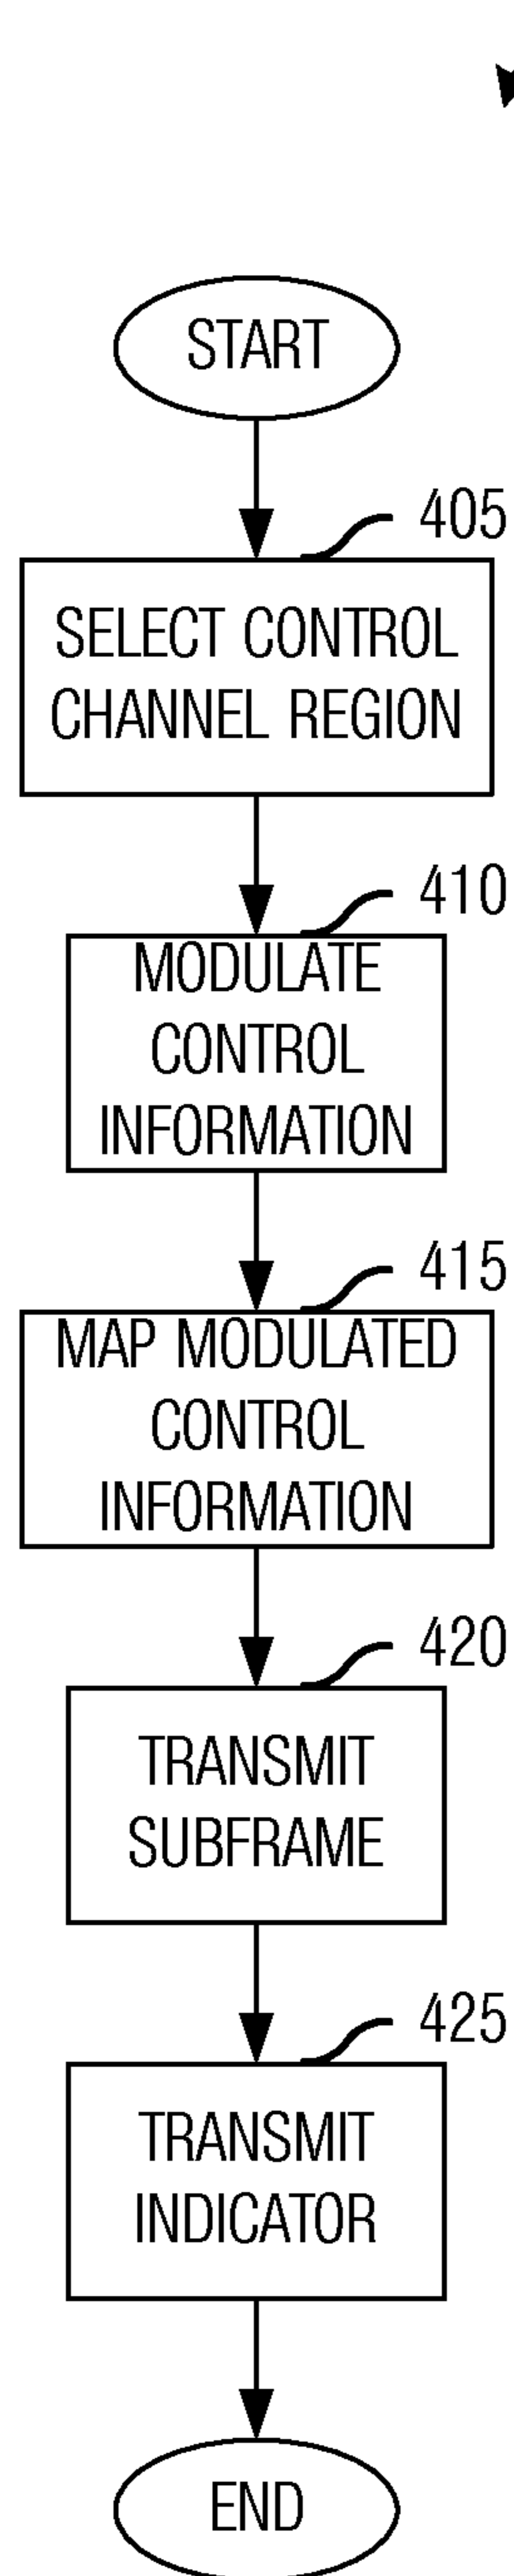 START
405
SELECT CONTROL
CHANNEL REGION
410
MODULATE
CONTROL
INFORMATION
415
MAP MODULATED
CONTROL
INFORMATION
420
TRANSMIT
SUBFRAME
425
TRANSMIT
INDICATOR
END